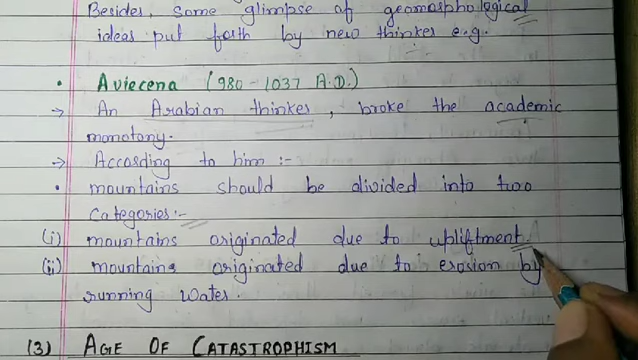 Besides, some glimpse of geomorphological
ideas put forth by new thinker e.g.
• Aviecena (980-1037 A.D.)
→ An Arabian thinker, broke the academic
monotony.
→ According to him :-
• mountains should be divided into two
categories:-
(i) mountains originated due to upliftment
(ii) mountains originated due to erosion by
running water.
(3) AGE OF CATASTROPHISM